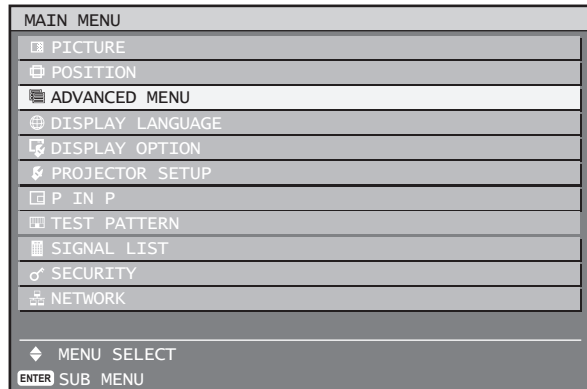 MAIN MENU
PICTURE
POSITION
ADVANCED MENU
DISPLAY LANGUAGE
DISPLAY OPTION
PROJECTOR SETUP
P IN P
TEST PATTERN
SIGNAL LIST
SECURITY
NETWORK
MENU SELECT
ENTER SUB MENU